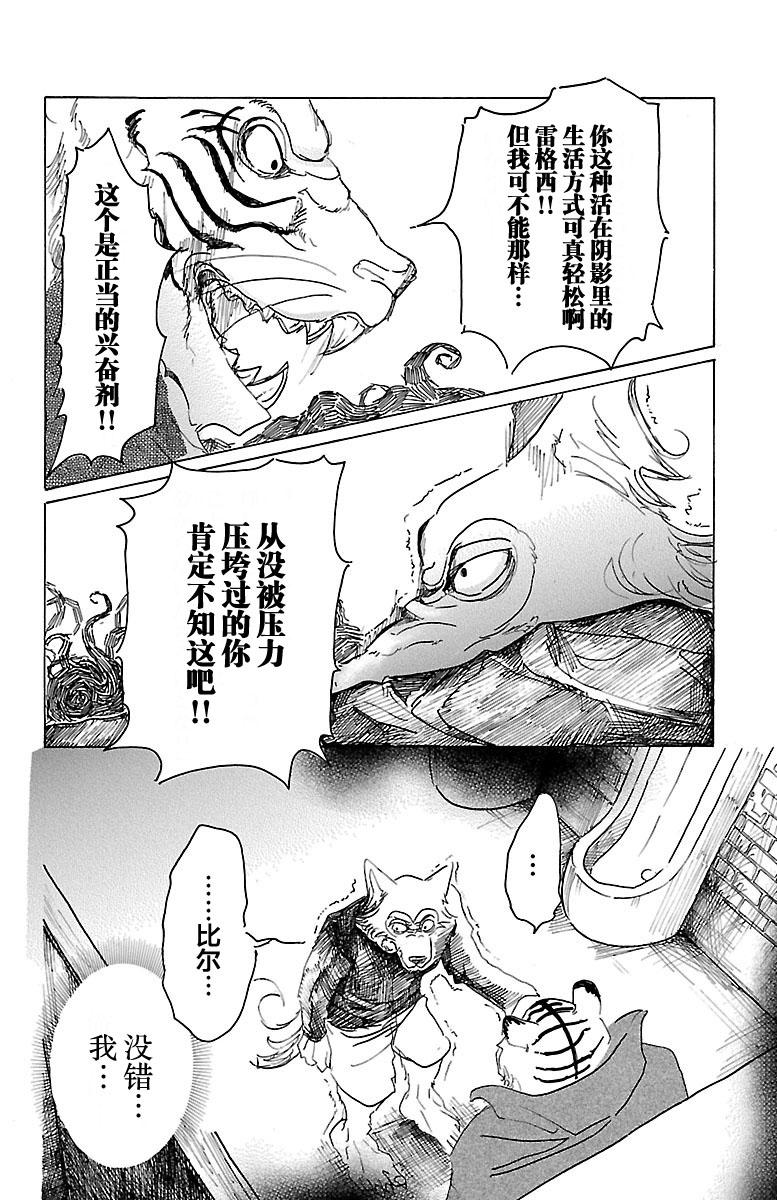 你这种活在阴影里的
生活方式可真轻松啊
雷格西!!
但我可不能那样…
这个是正当的兴奋剂!!
从没被压力
压垮过的你
肯定不知这吧!!
…
……比尔…
没错…
我…